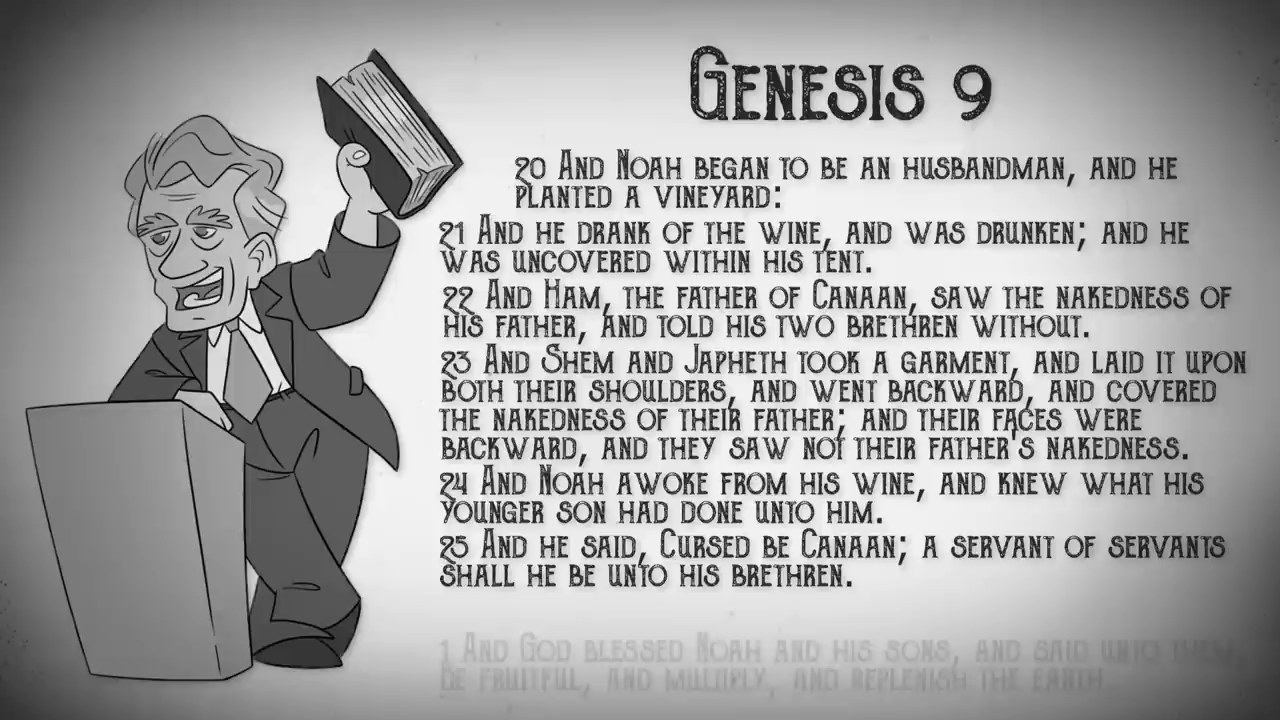 Genesis 9
20 And Noah began to be an husbandman, and he
planted a vineyard:
21 And he drank of the wine, and was drunken; and he
was uncovered within his tent.
22 And Ham, the father of Canaan, saw the nakedness of
his father, and told his two brethren without.
23 And Shem and Japheth took a garment, and laid it upon
both their shoulders, and went backward, and covered
the nakedness of their father; and their faces were
backward, and they saw not their father's nakedness.
24 And Noah awoke from his wine, and knew what his
younger son had done unto him.
25 And he said, Cursed be Canaan; a servant of servants
shall he be unto his brethren.
1 And God blessed Noah and his sons, and said unto them,
Be fruitful, and multiply, and replenish the earth